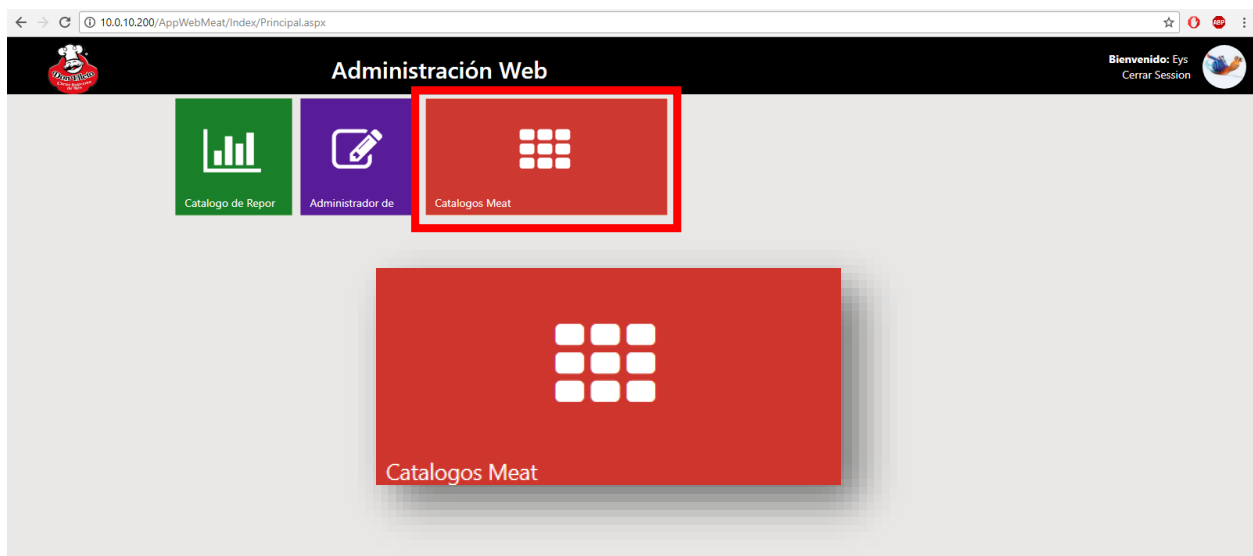 10.0.10.200/AppWebMeat/Index/Principal.aspx
ABP
Administración Web
Bienvenido: Eys
Cerrar Session
Catalogo de Repor
Administrador de
Catalogos Meat
Catalogos Meat